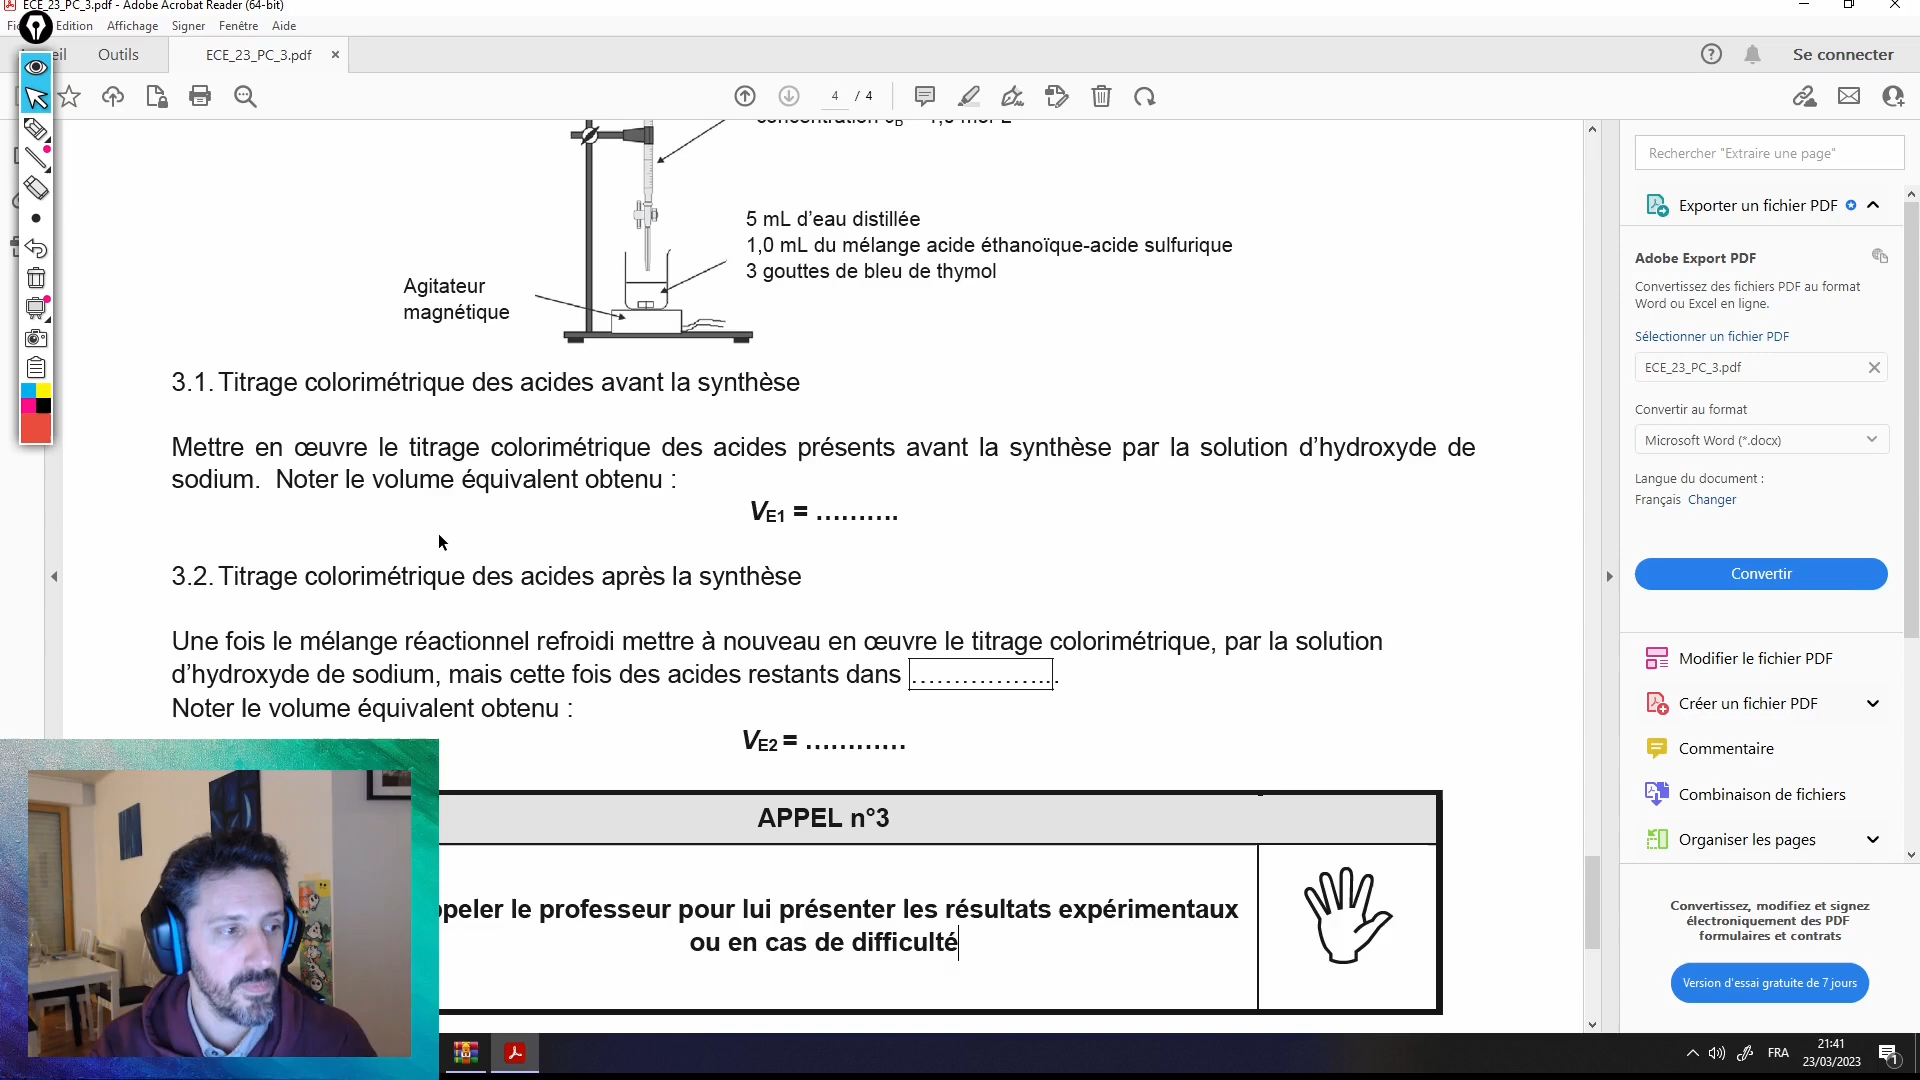 ECE_23_PC_3.pdf - Adobe Acrobat Reader (64-bit)
Edition Affichage Signer Fenêtre Aide
Outils ECE_23_PC_3.pdf × Se connecter
4 / 4
5 mL d'eau distillée
1,0 mL du mélange acide éthanoïque-acide sulfurique
3 gouttes de bleu de thymol
Agitateur
magnétique
3.1. Titrage colorimétrique des acides avant la synthèse
Mettre en œuvre le titrage colorimétrique des acides présents avant la synthèse par la solution d'hydroxyde de
sodium. Noter le volume équivalent obtenu :
VE1 = ……….
3.2. Titrage colorimétrique des acides après la synthèse
Une fois le mélange réactionnel refroidi mettre à nouveau en œuvre le titrage colorimétrique, par la solution
d'hydroxyde de sodium, mais cette fois des acides restants dans ……………...
Noter le volume équivalent obtenu :
VE2 = …………
APPEL n°3
peler le professeur pour lui présenter les résultats expérimentaux
ou en cas de difficulté
Rechercher "Extraire une page"
Exporter un fichier PDF
Adobe Export PDF
Convertissez des fichiers PDF au format
Word ou Excel en ligne.
Sélectionner un fichier PDF
ECE_23_PC_3.pdf
Convertir au format
Microsoft Word (*.docx)
Langue du document :
Français Changer
Convertir
Modifier le fichier PDF
Créer un fichier PDF
Commentaire
Combinaison de fichiers
Organiser les pages
Convertissez, modifiez et signez
électroniquement des PDF
formulaires et contrats
Version d'essai gratuite de 7 jours
FRA
21:41
23/03/2023
1